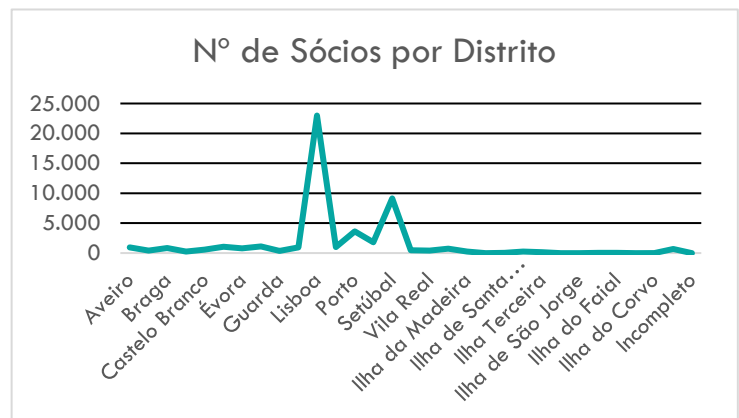 Nº de Sócios por Distrito
25.000
20.000
15.000
10.000
5.000
0
Aveiro
Braga
Castelo Branco
Évora
Guarda
Lisboa
Porto
Setúbal
Vila Real
Ilha da Madeira
Ilha de Santa…
Ilha Terceira
Ilha de São Jorge
Ilha do Faial
Ilha do Corvo
Incompleto